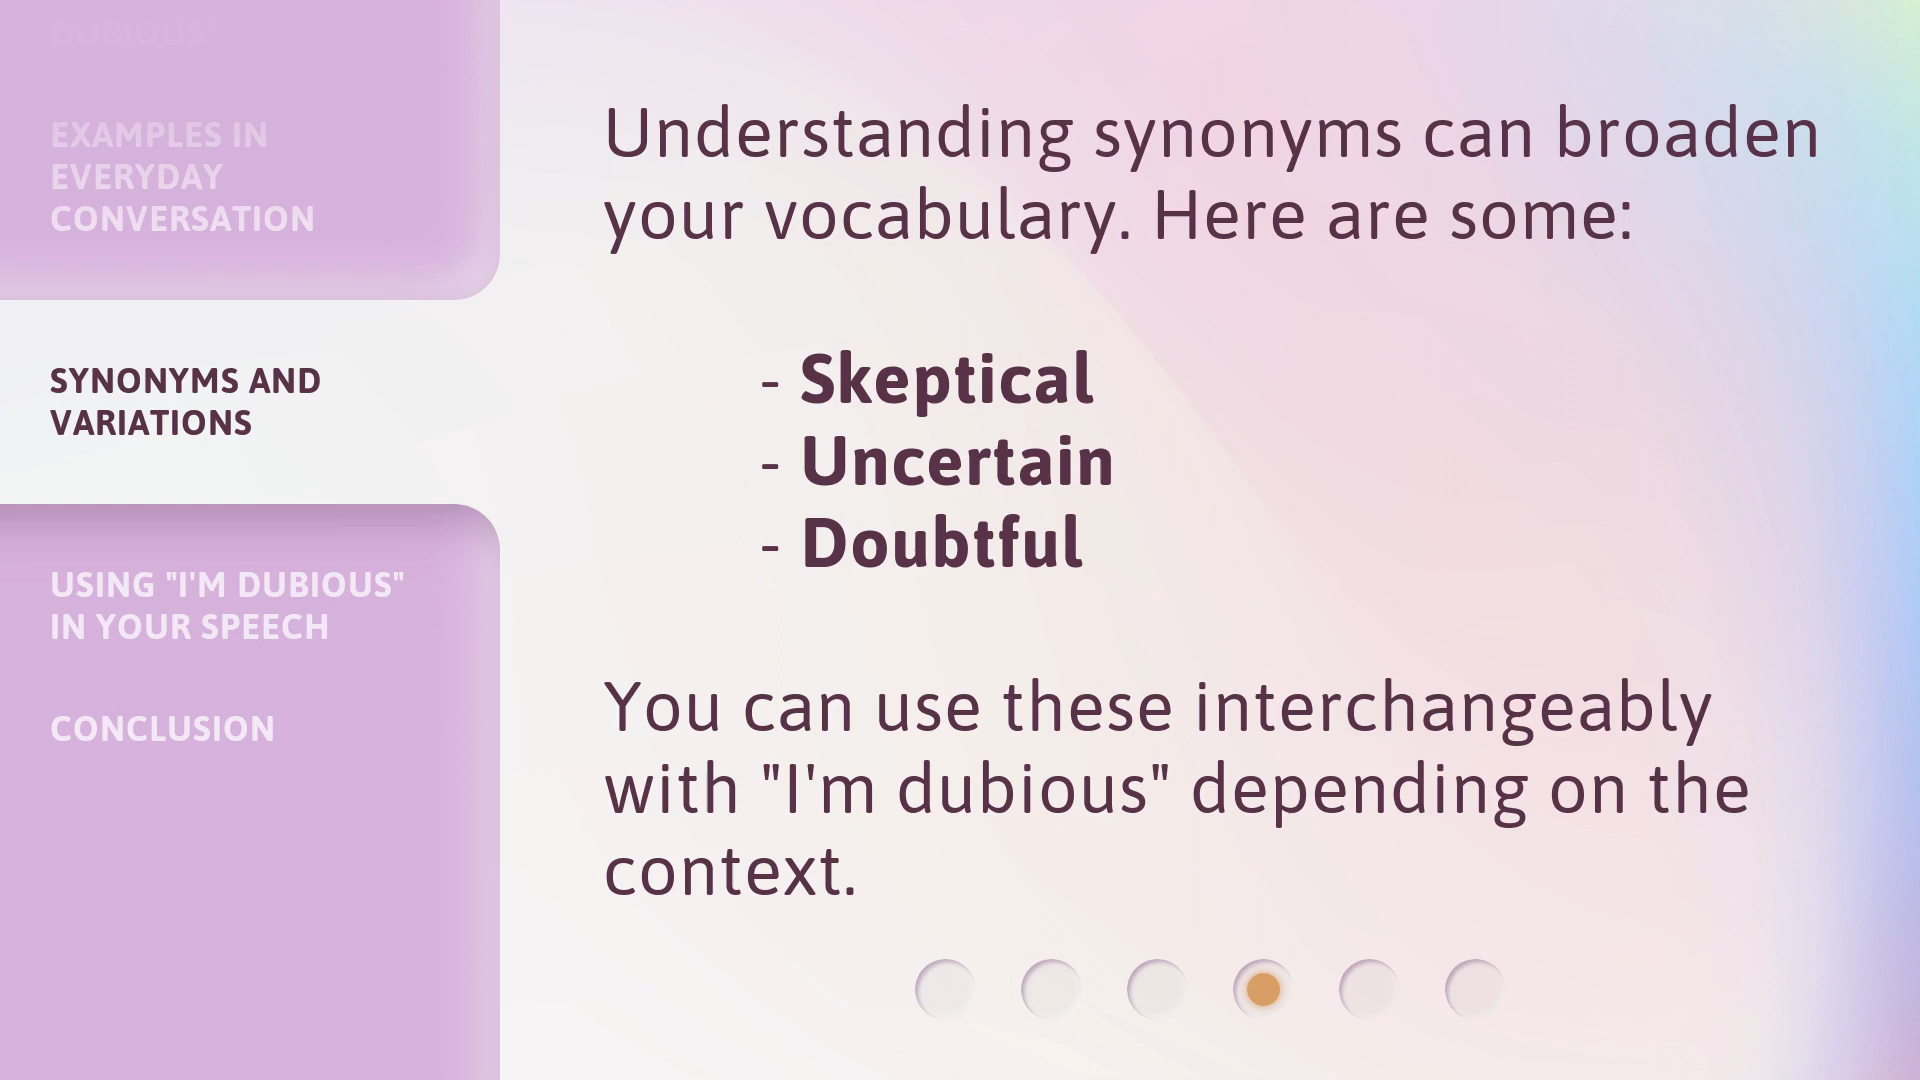 DUBIOUS"
EXAMPLES IN
EVERYDAY
CONVERSATION
SYNONYMS AND
VARIATIONS
USING "I'M DUBIOUS"
IN YOUR SPEECH
CONCLUSION
Understanding synonyms can broaden
your vocabulary. Here are some:
- Skeptical
- Uncertain
- Doubtful
You can use these interchangeably
with "I'm dubious" depending on the
context.